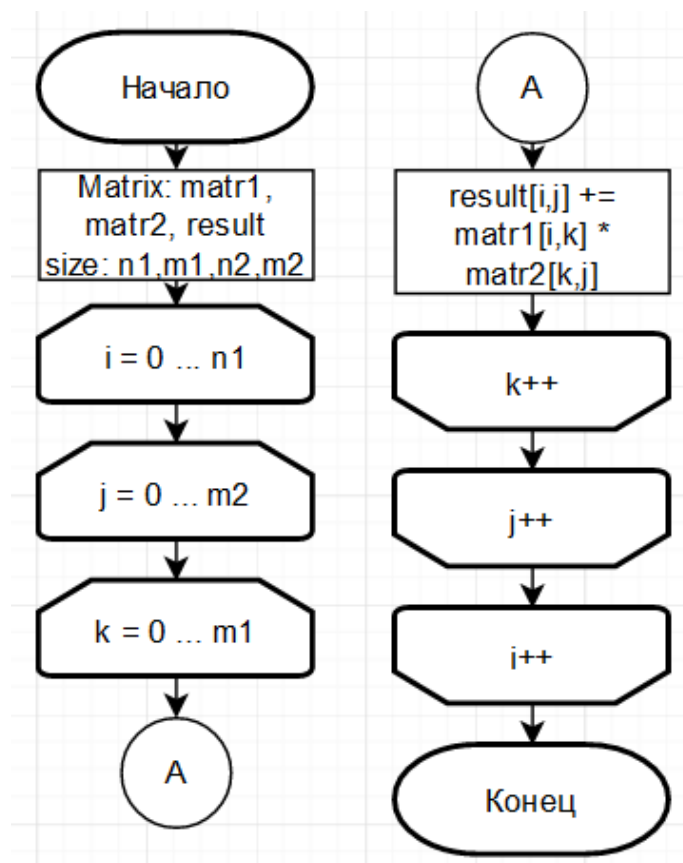 Начало
Matrix: matr1,
matr2, result
size: n1,m1,n2,m2
i = 0 ... n1
j = 0 ... m2
k = 0 ... m1
A
A
result[i,j] +=
matr1[i,k] *
matr2[k,j]
k++
j++
i++
Конец